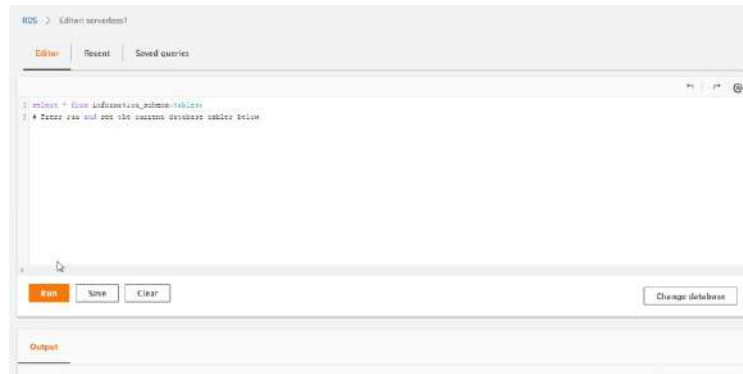 RDS > Editor: serverless1
Editor Recent Saved queries
1 select * from information_schema.tables;
2 # Press run and see the current database tables below
Run Save Clear Change database
Output